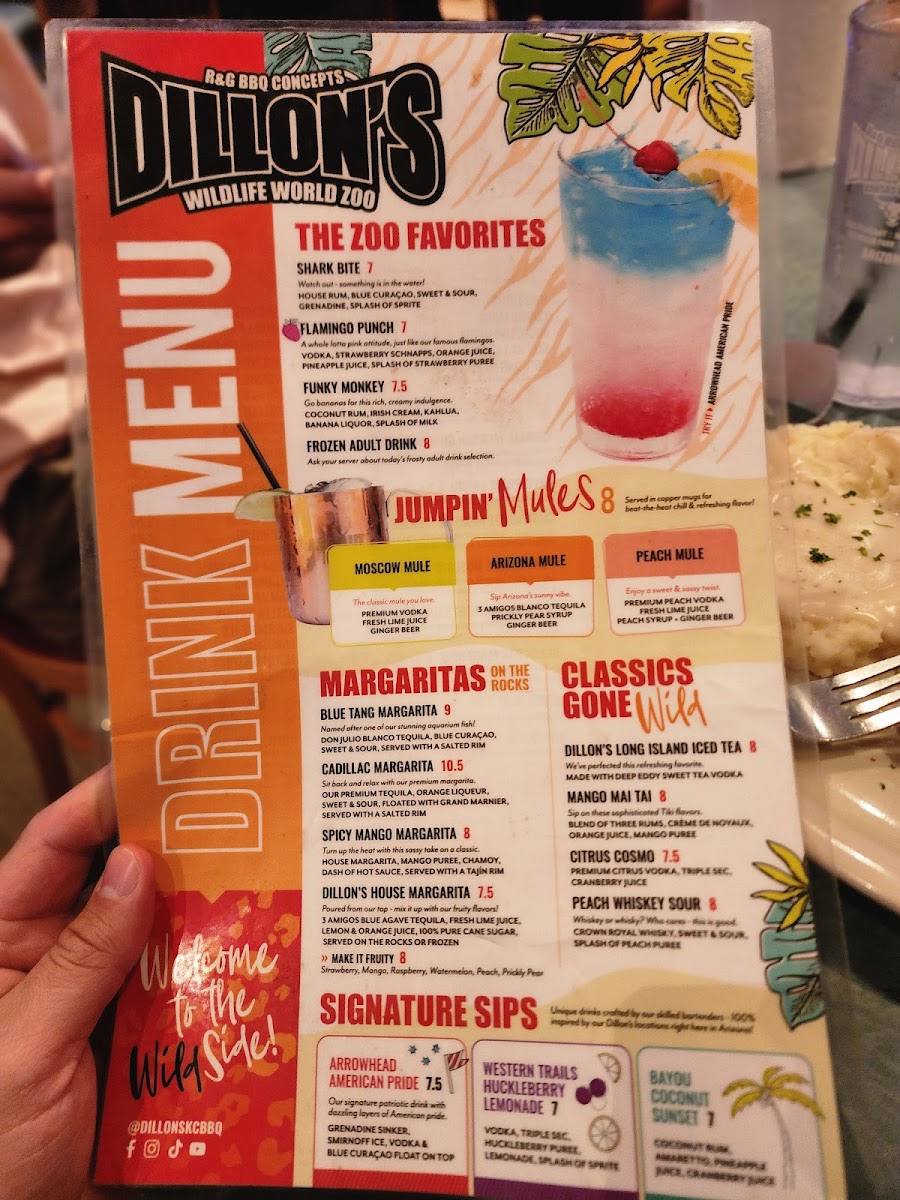 R&G BBQ CONCEPTS
DILLON'S
WILDLIFE WORLD ZOO
DRINK MENU
THE ZOO FAVORITES
SHARK BITE 7
Watch out - something is in the water!
HOUSE RUM, BLUE CURAÇAO, SWEET & SOUR,
GRENADINE, SPLASH OF SPRITE
FLAMINGO PUNCH 7
A whole lotta pink attitude, just like our famous flamingos.
VODKA, STRAWBERRY SCHNAPPS, ORANGE JUICE,
PINEAPPLE JUICE, SPLASH OF STRAWBERRY PUREE
FUNKY MONKEY 7.5
Go bananas for this rich, creamy indulgence.
COCONUT RUM, IRISH CREAM, KAHLUA,
BANANA LIQUOR, SPLASH OF MILK
FROZEN ADULT DRINK 8
Ask your server about today's frosty adult drink selection.
TRY IT ▸ ARROWHEAD AMERICAN PRIDE
JUMPIN' Mules 8
Served in copper mugs for
beat-the-heat chill & refreshing flavor!
MOSCOW MULE
The classic mule you love.
PREMIUM VODKA
FRESH LIME JUICE
GINGER BEER
ARIZONA MULE
Sip Arizona's sunny vibe.
3 AMIGOS BLANCO TEQUILA
PRICKLY PEAR SYRUP
GINGER BEER
PEACH MULE
Enjoy a sweet & sassy twist.
PREMIUM PEACH VODKA
FRESH LIME JUICE
PEACH SYRUP • GINGER BEER
MARGARITAS ON THE
ROCKS
BLUE TANG MARGARITA 9
Named after one of our stunning aquarium fish!
DON JULIO BLANCO TEQUILA, BLUE CURAÇAO,
SWEET & SOUR, SERVED WITH A SALTED RIM
CADILLAC MARGARITA 10.5
Sit back and relax with our premium margarita.
OUR PREMIUM TEQUILA, ORANGE LIQUEUR,
SWEET & SOUR, FLOATED WITH GRAND MARNIER,
SERVED WITH A SALTED RIM
SPICY MANGO MARGARITA 8
Turn up the heat with this sassy take on a classic.
HOUSE MARGARITA, MANGO PUREE, CHAMOY,
DASH OF HOT SAUCE, SERVED WITH A TAJÍN RIM
DILLON'S HOUSE MARGARITA 7.5
Poured from our tap - mix it up with our fruity flavors!
3 AMIGOS BLUE AGAVE TEQUILA, FRESH LIME JUICE,
LEMON & ORANGE JUICE, 100% PURE CANE SUGAR,
SERVED ON THE ROCKS OR FROZEN
» MAKE IT FRUITY 8
Strawberry, Mango, Raspberry, Watermelon, Peach, Prickly Pear
CLASSICS
GONE Wild
DILLON'S LONG ISLAND ICED TEA 8
We've perfected this refreshing favorite.
MADE WITH DEEP EDDY SWEET TEA VODKA
MANGO MAI TAI 8
Sip on these sophisticated Tiki flavors.
BLEND OF THREE RUMS, CRÈME DE NOYAUX,
ORANGE JUICE, MANGO PUREE
CITRUS COSMO 7.5
PREMIUM CITRUS VODKA, TRIPLE SEC,
CRANBERRY JUICE
PEACH WHISKEY SOUR 8
Whiskey or whisky? Who cares - this is good.
CROWN ROYAL WHISKY, SWEET & SOUR,
SPLASH OF PEACH PUREE
SIGNATURE SIPS
Unique drinks crafted by our skilled bartenders - 100%
inspired by our Dillon's locations right here in Arizona!
ARROWHEAD
AMERICAN PRIDE 7.5
Our signature patriotic drink with
dazzling layers of American pride.
GRENADINE SINKER,
SMIRNOFF ICE, VODKA &
BLUE CURAÇAO FLOAT ON TOP
WESTERN TRAILS
HUCKLEBERRY
LEMONADE 7
VODKA, TRIPLE SEC,
HUCKLEBERRY PUREE,
LEMONADE, SPLASH OF SPRITE
BAYOU
COCONUT
SUNSET 7
COCONUT RUM,
AMARETTO, PINEAPPLE
JUICE, CRANBERRY JUICE
Welcome
to the
Wild Side!
@DILLONSKCBBQ
DILLON'S